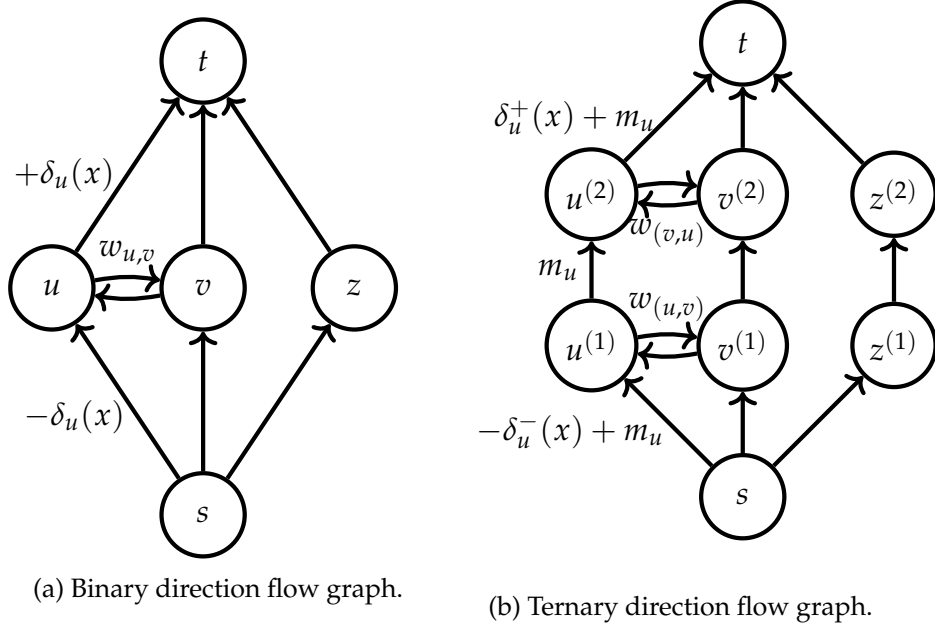 t
+δ_u(x)
w_{u,v}
u
v
z
−δ_u(x)
s
(a) Binary direction flow graph.
t
δ_u^+(x) + m_u
u^{(2)}
v^{(2)}
z^{(2)}
w_{(v,u)}
m_u
w_{(u,v)}
u^{(1)}
v^{(1)}
z^{(1)}
−δ_u^−(x) + m_u
s
(b) Ternary direction flow graph.